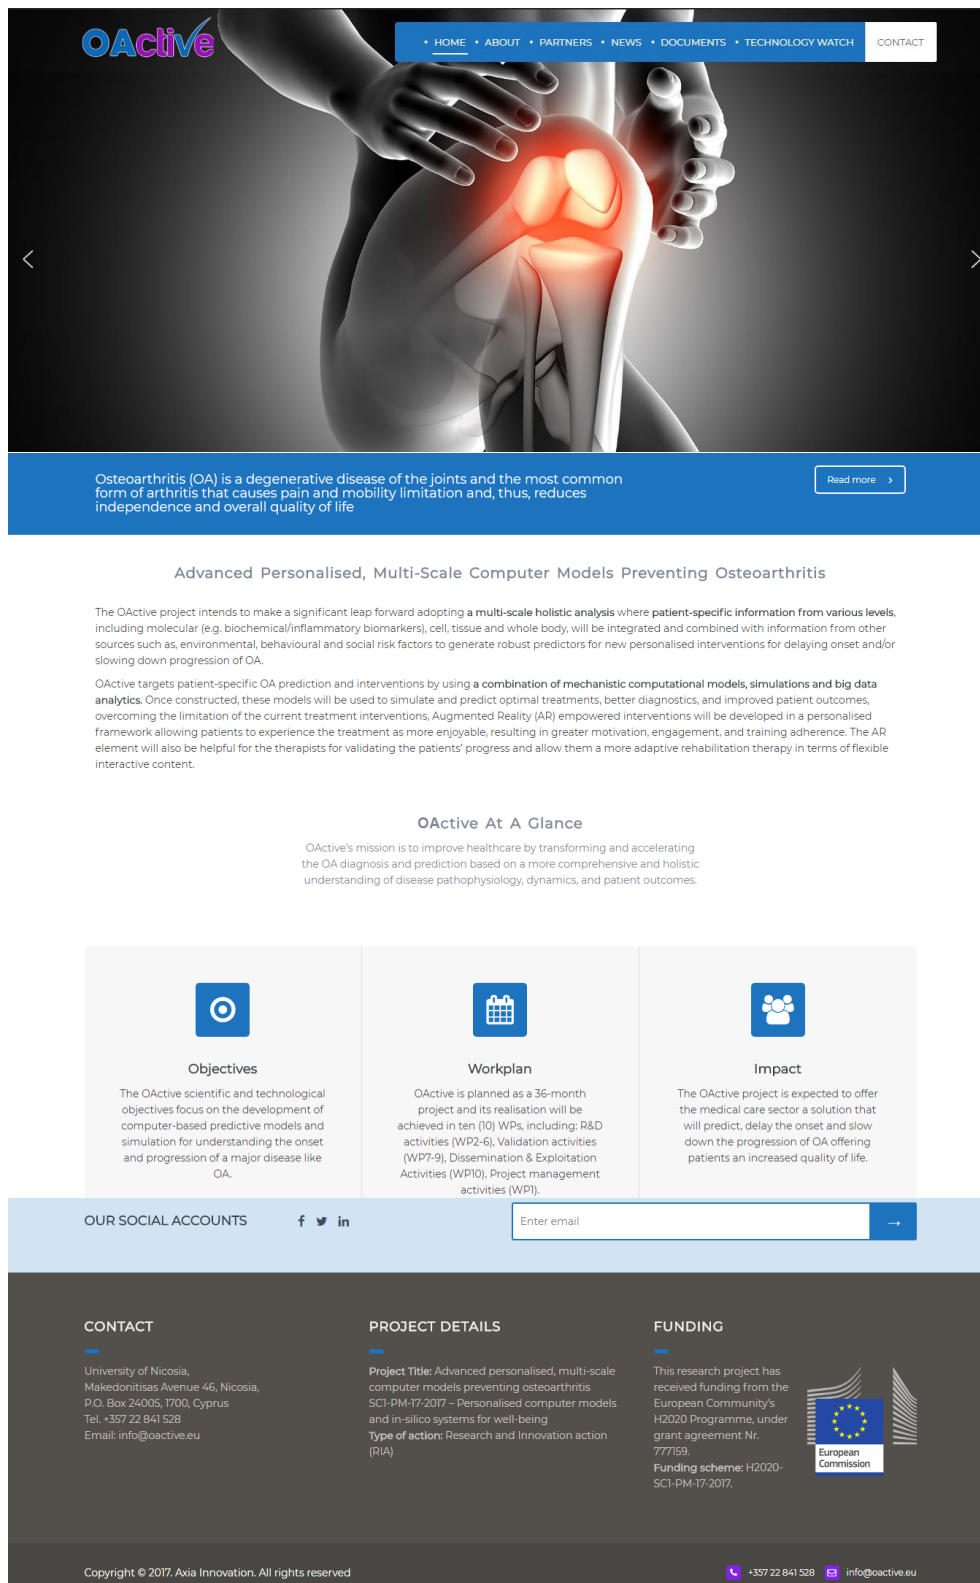 OActive
• HOME • ABOUT • PARTNERS • NEWS • DOCUMENTS • TECHNOLOGY WATCH CONTACT
Osteoarthritis (OA) is a degenerative disease of the joints and the most common
form of arthritis that causes pain and mobility limitation and, thus, reduces
independence and overall quality of life
Read more
Advanced Personalised, Multi-Scale Computer Models Preventing Osteoarthritis
The OActive project intends to make a significant leap forward adopting a multi-scale holistic analysis where patient-specific information from various levels,
including molecular (e.g. biochemical/inflammatory biomarkers), cell, tissue and whole body, will be integrated and combined with information from other
sources such as, environmental, behavioural and social risk factors to generate robust predictors for new personalised interventions for delaying onset and/or
slowing down progression of OA.
OActive targets patient-specific OA prediction and interventions by using a combination of mechanistic computational models, simulations and big data
analytics. Once constructed, these models will be used to simulate and predict optimal treatments, better diagnostics, and improved patient outcomes,
overcoming the limitation of the current treatment interventions, Augmented Reality (AR) empowered interventions will be developed in a personalised
framework allowing patients to experience the treatment as more enjoyable, resulting in greater motivation, engagement, and training adherence. The AR
element will also be helpful for the therapists for validating the patients' progress and allow them a more adaptive rehabilitation therapy in terms of flexible
interactive content.
OActive At A Glance
OActive's mission is to improve healthcare by transforming and accelerating
the OA diagnosis and prediction based on a more comprehensive and holistic
understanding of disease pathophysiology, dynamics, and patient outcomes.
Objectives
The OActive scientific and technological
objectives focus on the development of
computer-based predictive models and
simulation for understanding the onset
and progression of a major disease like
OA.
Workplan
OActive is planned as a 36-month
project and its realisation will be
achieved in ten (10) WPs, including: R&D
activities (WP2-6), Validation activities
(WP7-9), Dissemination & Exploitation
Activities (WP10), Project management
activities (WP1).
Impact
The OActive project is expected to offer
the medical care sector a solution that
will predict, delay the onset and slow
down the progression of OA offering
patients an increased quality of life.
OUR SOCIAL ACCOUNTS
Enter email
CONTACT
University of Nicosia,
Makedonitisas Avenue 46, Nicosia,
P.O. Box 24005, 1700, Cyprus
Tel. +357 22 841 528
Email: info@oactive.eu
PROJECT DETAILS
Project Title: Advanced personalised, multi-scale
computer models preventing osteoarthritis
SC1-PM-17-2017 – Personalised computer models
and in-silico systems for well-being
Type of action: Research and Innovation action
(RIA)
FUNDING
This research project has
received funding from the
European Community's
H2020 Programme, under
grant agreement Nr.
777159.
Funding scheme: H2020-
SC1-PM-17-2017.
European
Commission
Copyright © 2017. Axia Innovation. All rights reserved
+357 22 841 528 info@oactive.eu